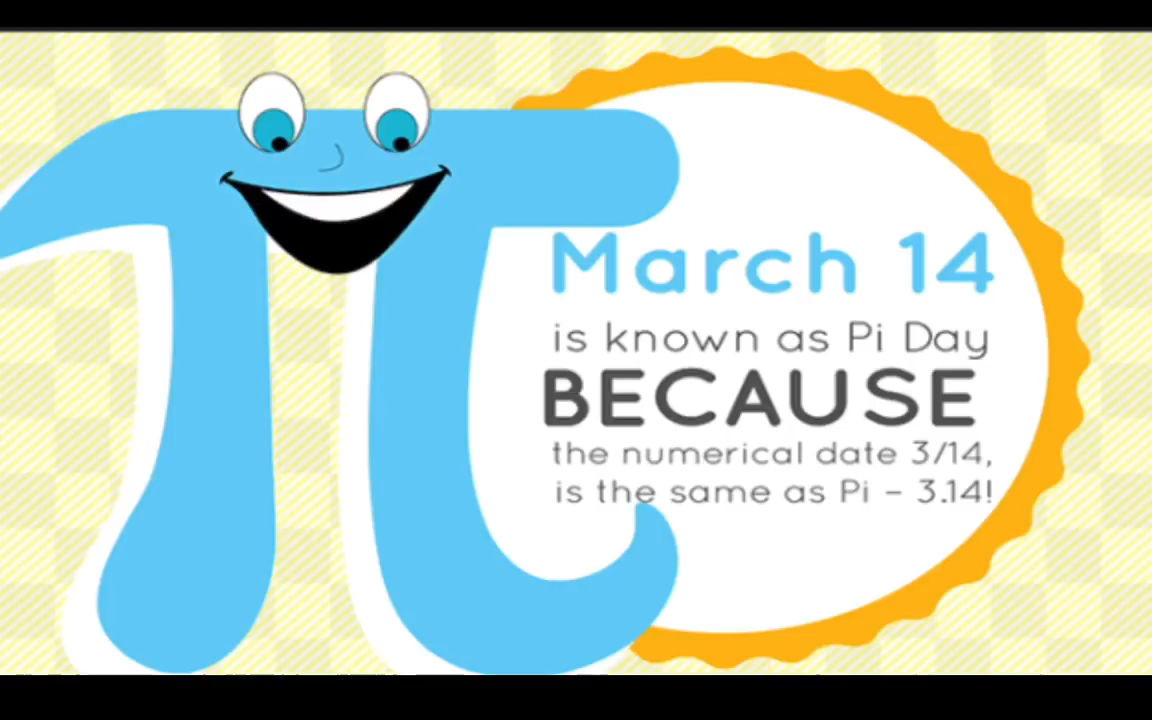 March 14
is known as Pi Day
BECAUSE
the numerical date 3/14,
is the same as Pi – 3.14!